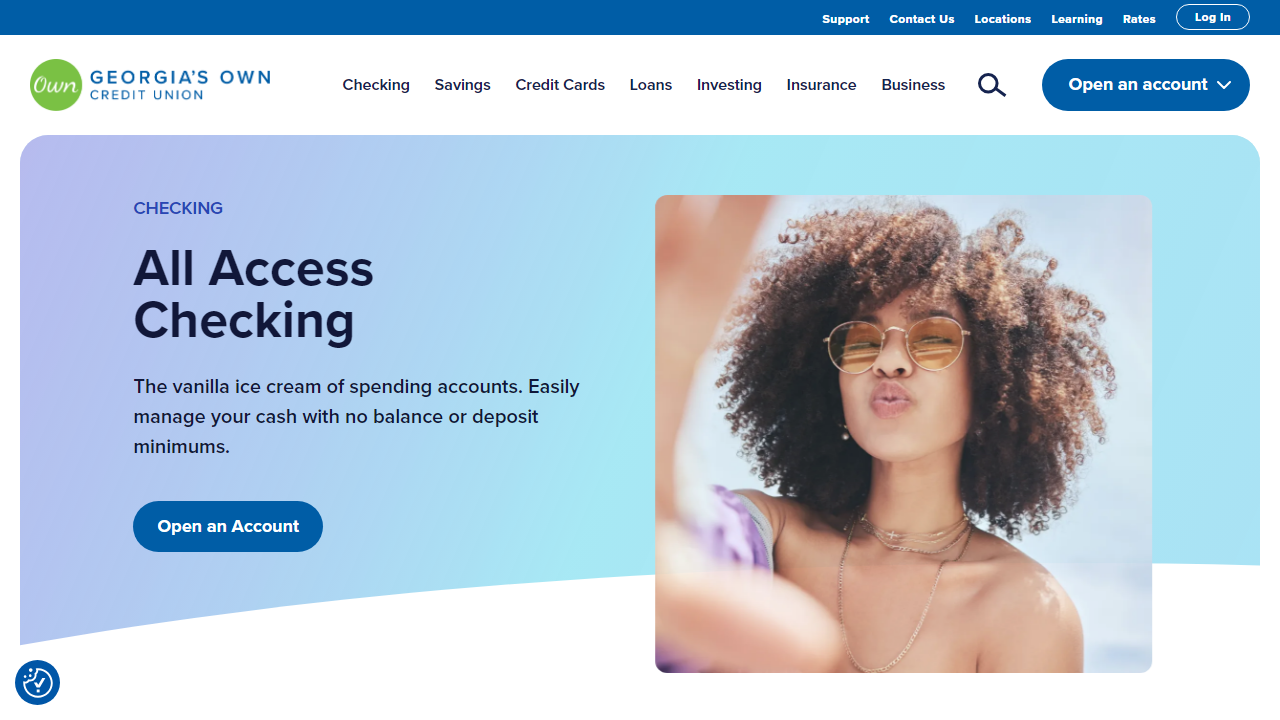 Support Contact Us Locations Learning Rates Log In
Own GEORGIA'S OWN
CREDIT UNION
Checking Savings Credit Cards Loans Investing Insurance Business Open an account
CHECKING
All Access
Checking
The vanilla ice cream of spending accounts. Easily
manage your cash with no balance or deposit
minimums.
Open an Account